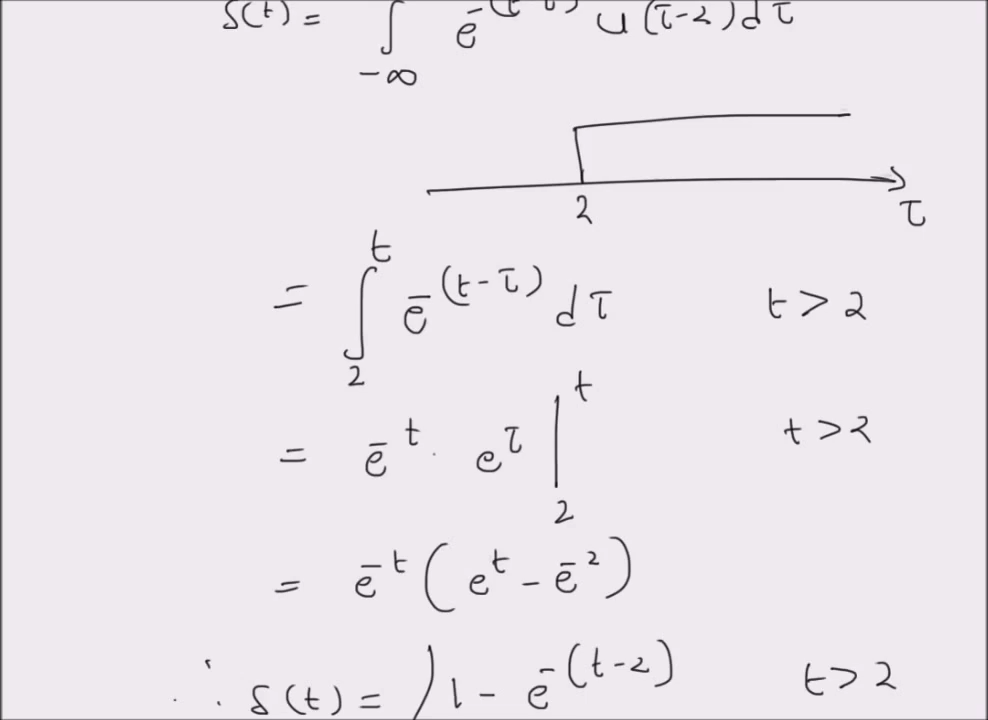 s(t) = ∫_{-∞} e^{-(t-τ)} u(τ-2)dτ
2 τ
= ∫_2^t e^{-(t-τ)} dτ t > 2
= e^{-t} · e^τ |_2^t t > 2
= e^{-t} ( e^t - e^{-2} )
∴ s(t) = { 1 - e^{-(t-2)} t > 2